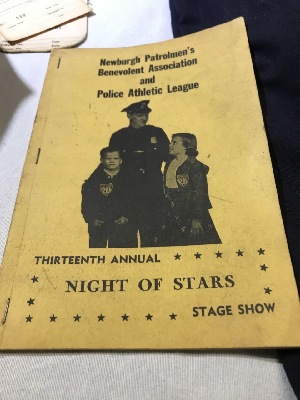 Newburgh Patrolmen's
Benevolent Association
and
Police Athletic League
THIRTEENTH ANNUAL
NIGHT OF STARS
STAGE SHOW